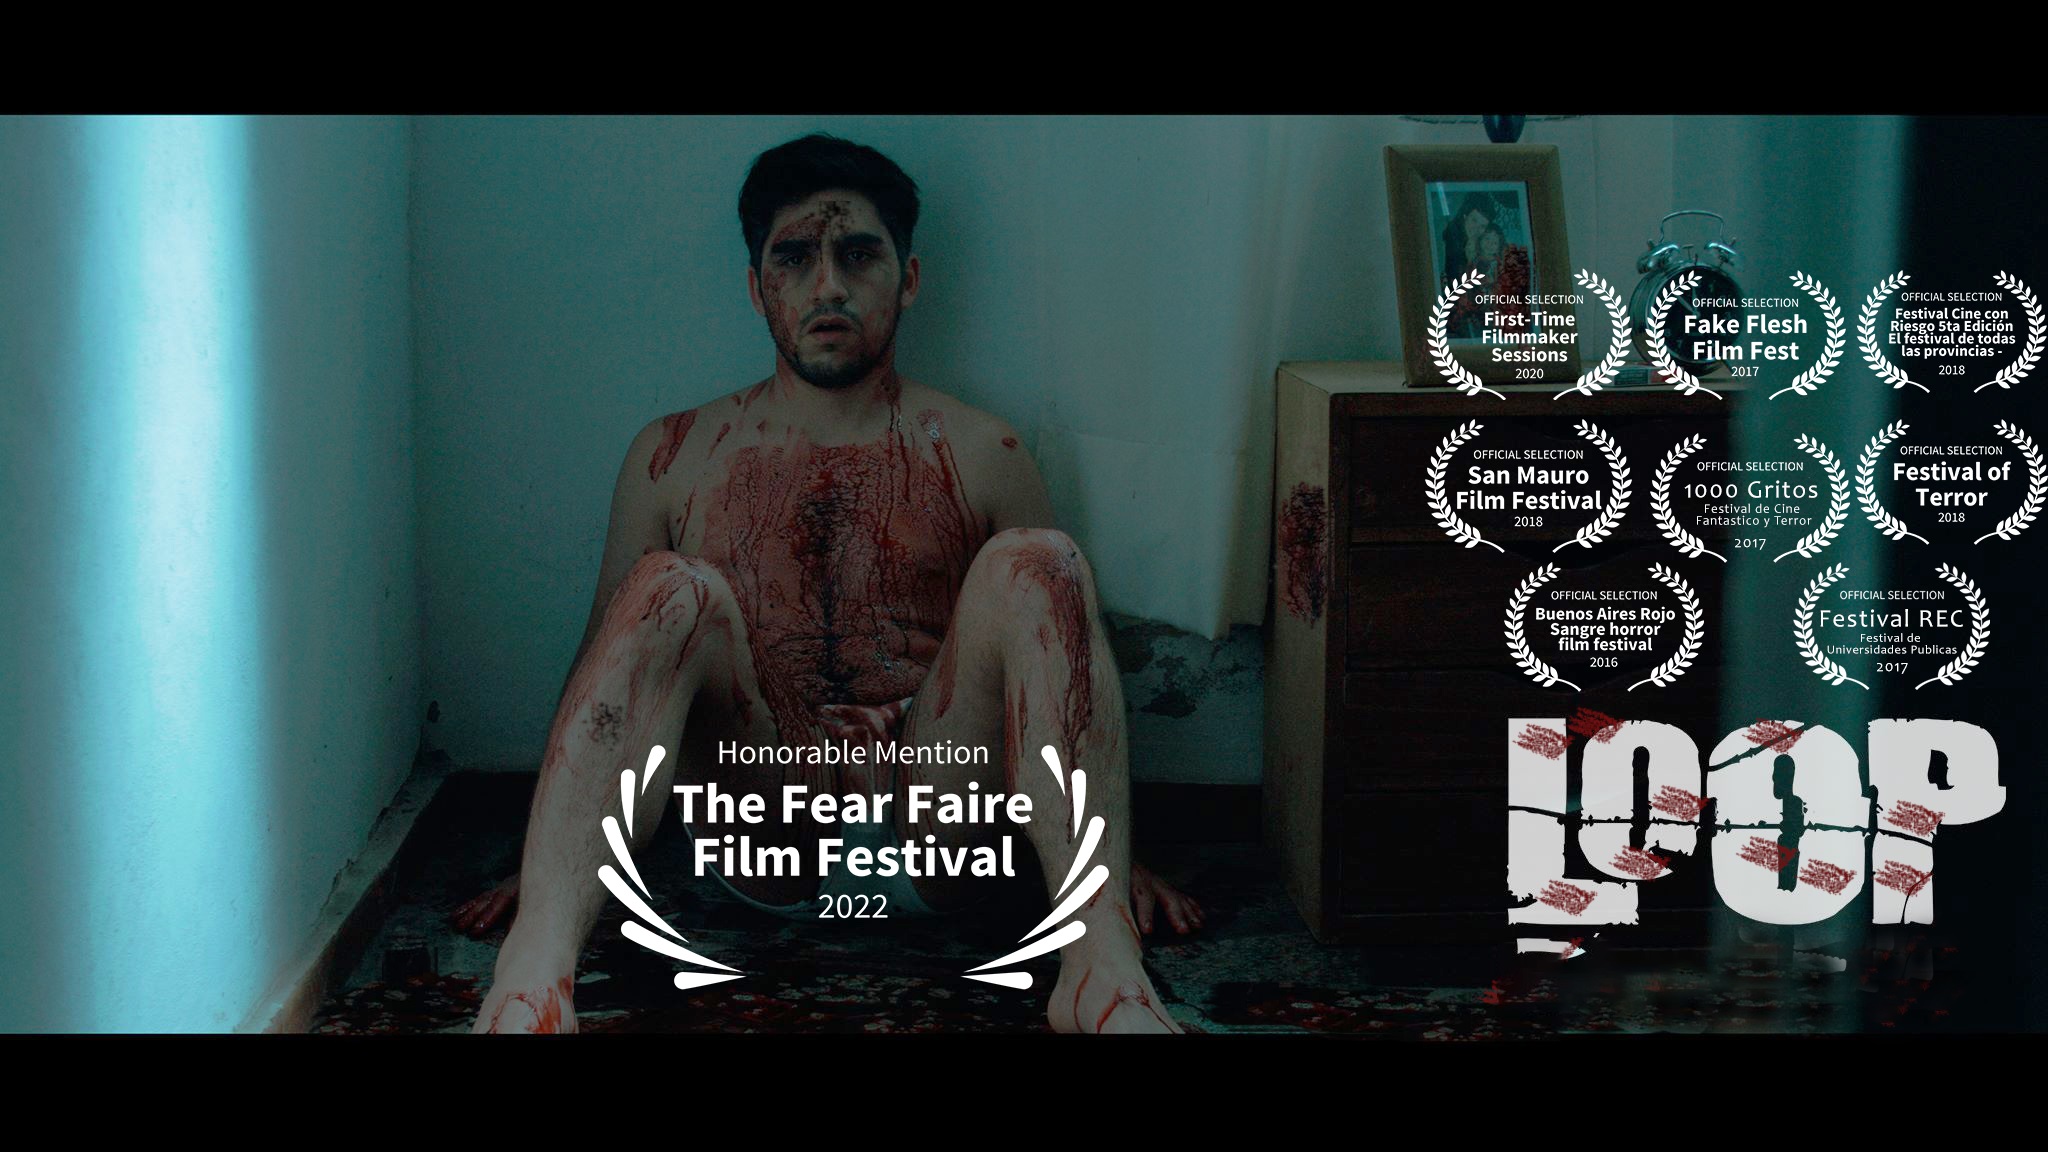 OFFICIAL SELECTION
First-Time
Filmmaker
Sessions
2020
OFFICIAL SELECTION
Fake Flesh
Film Fest
2017
OFFICIAL SELECTION
Festival Cine con
Riesgo 5ta Edición
El festival de todas
las provincias -
2018
OFFICIAL SELECTION
San Mauro
Film Festival
2018
OFFICIAL SELECTION
1000 Gritos
Festival de Cine
Fantastico y Terror
2017
OFFICIAL SELECTION
Festival of
Terror
2018
OFFICIAL SELECTION
Buenos Aires Rojo
Sangre horror
film festival
2016
OFFICIAL SELECTION
Festival REC
Festival de
Universidades Publicas
2017
LOOP
Honorable Mention
The Fear Faire
Film Festival
2022